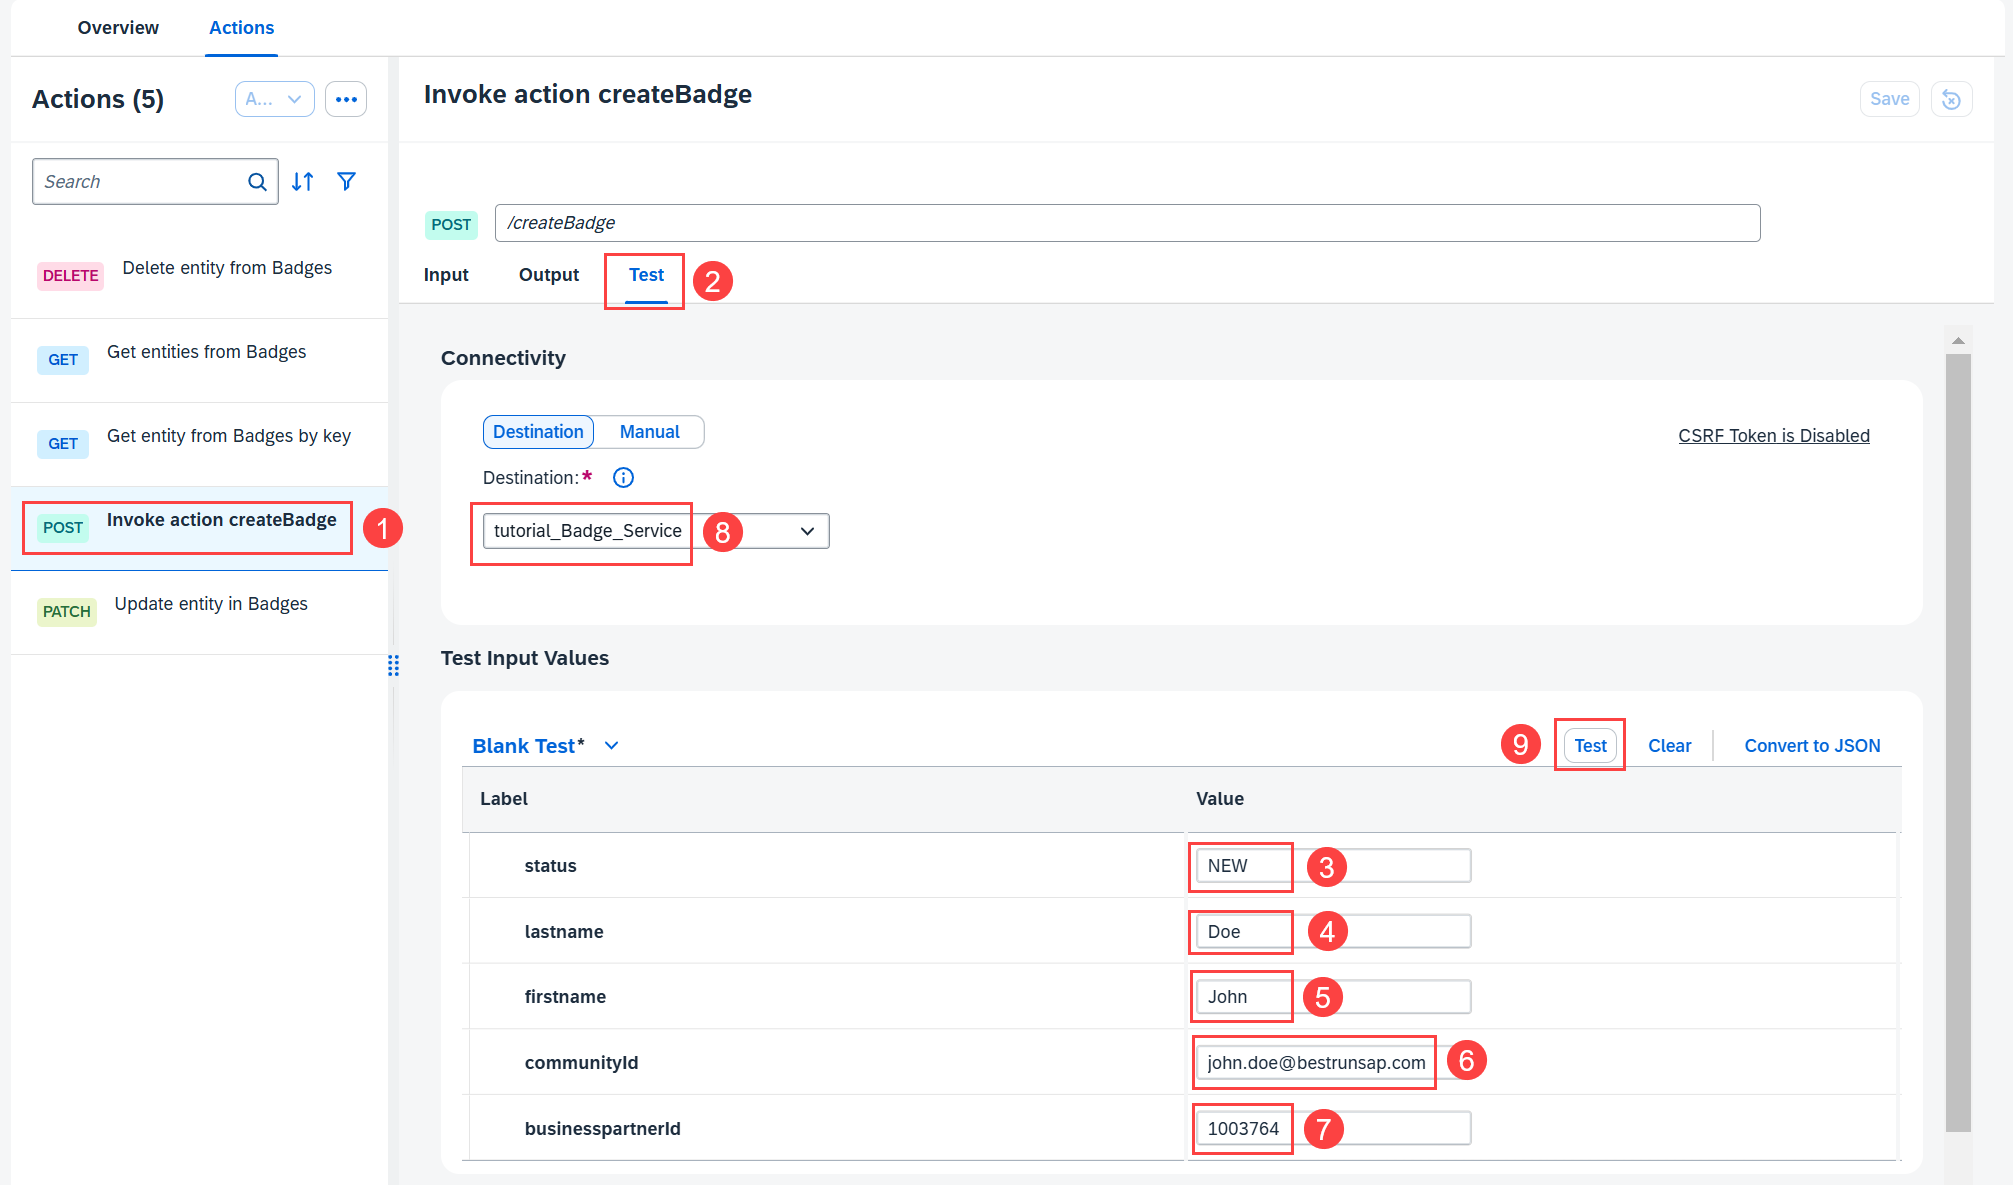 Overview Actions
Actions (5) A...
Search
DELETE Delete entity from Badges
GET Get entities from Badges
GET Get entity from Badges by key
POST Invoke action createBadge 1
PATCH Update entity in Badges
Invoke action createBadge Save
POST /createBadge
Input Output Test 2
Connectivity
Destination Manual CSRF Token is Disabled
Destination:*
tutorial_Badge_Service 8
Test Input Values
Blank Test* 9 Test Clear Convert to JSON
Label Value
status NEW 3
lastname Doe 4
firstname John 5
communityId john.doe@bestrunsap.com 6
businesspartnerId 1003764 7